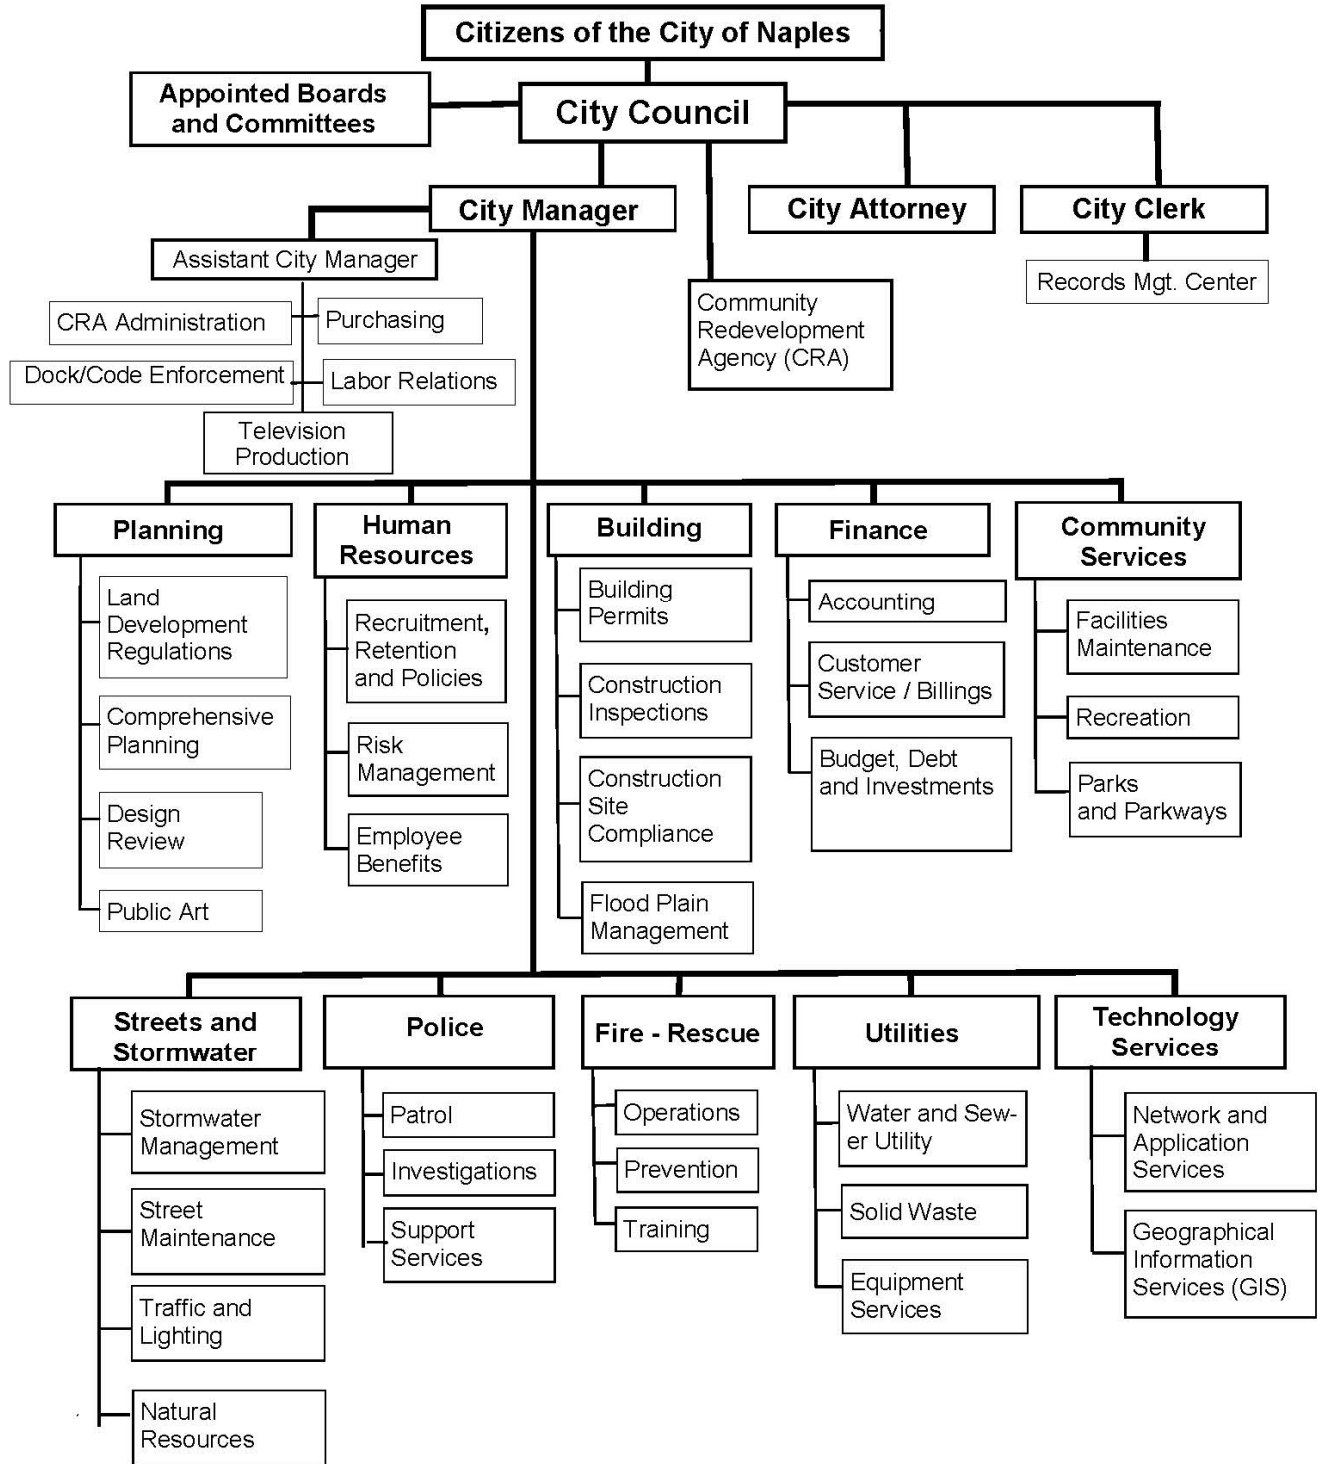 Citizens of the City of Naples
Appointed Boards
and Committees
City Council
City Manager
City Attorney
City Clerk
Assistant City Manager
Records Mgt. Center
CRA Administration
Purchasing
Community
Redevelopment
Agency (CRA)
Dock/Code Enforcement
Labor Relations
Television
Production
Planning
Land
Development
Regulations
Comprehensive
Planning
Design
Review
Public Art
Human
Resources
Recruitment,
Retention
and Policies
Risk
Management
Employee
Benefits
Building
Building
Permits
Construction
Inspections
Construction
Site
Compliance
Flood Plain
Management
Finance
Accounting
Customer
Service / Billings
Budget, Debt
and Investments
Community
Services
Facilities
Maintenance
Recreation
Parks
and Parkways
Streets and
Stormwater
Stormwater
Management
Street
Maintenance
Traffic and
Lighting
Natural
Resources
Police
Patrol
Investigations
Support
Services
Fire - Rescue
Operations
Prevention
Training
Utilities
Water and Sew-
er Utility
Solid Waste
Equipment
Services
Technology
Services
Network and
Application
Services
Geographical
Information
Services (GIS)